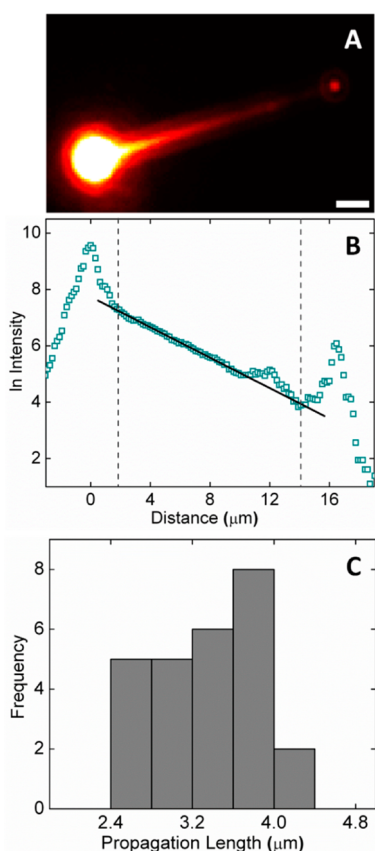 A
B
10
8
6
4
2
ln Intensity
0 4 8 12 16
Distance (μm)
C
8
6
4
2
0
Frequency
2.4 3.2 4.0 4.8
Propagation Length (μm)